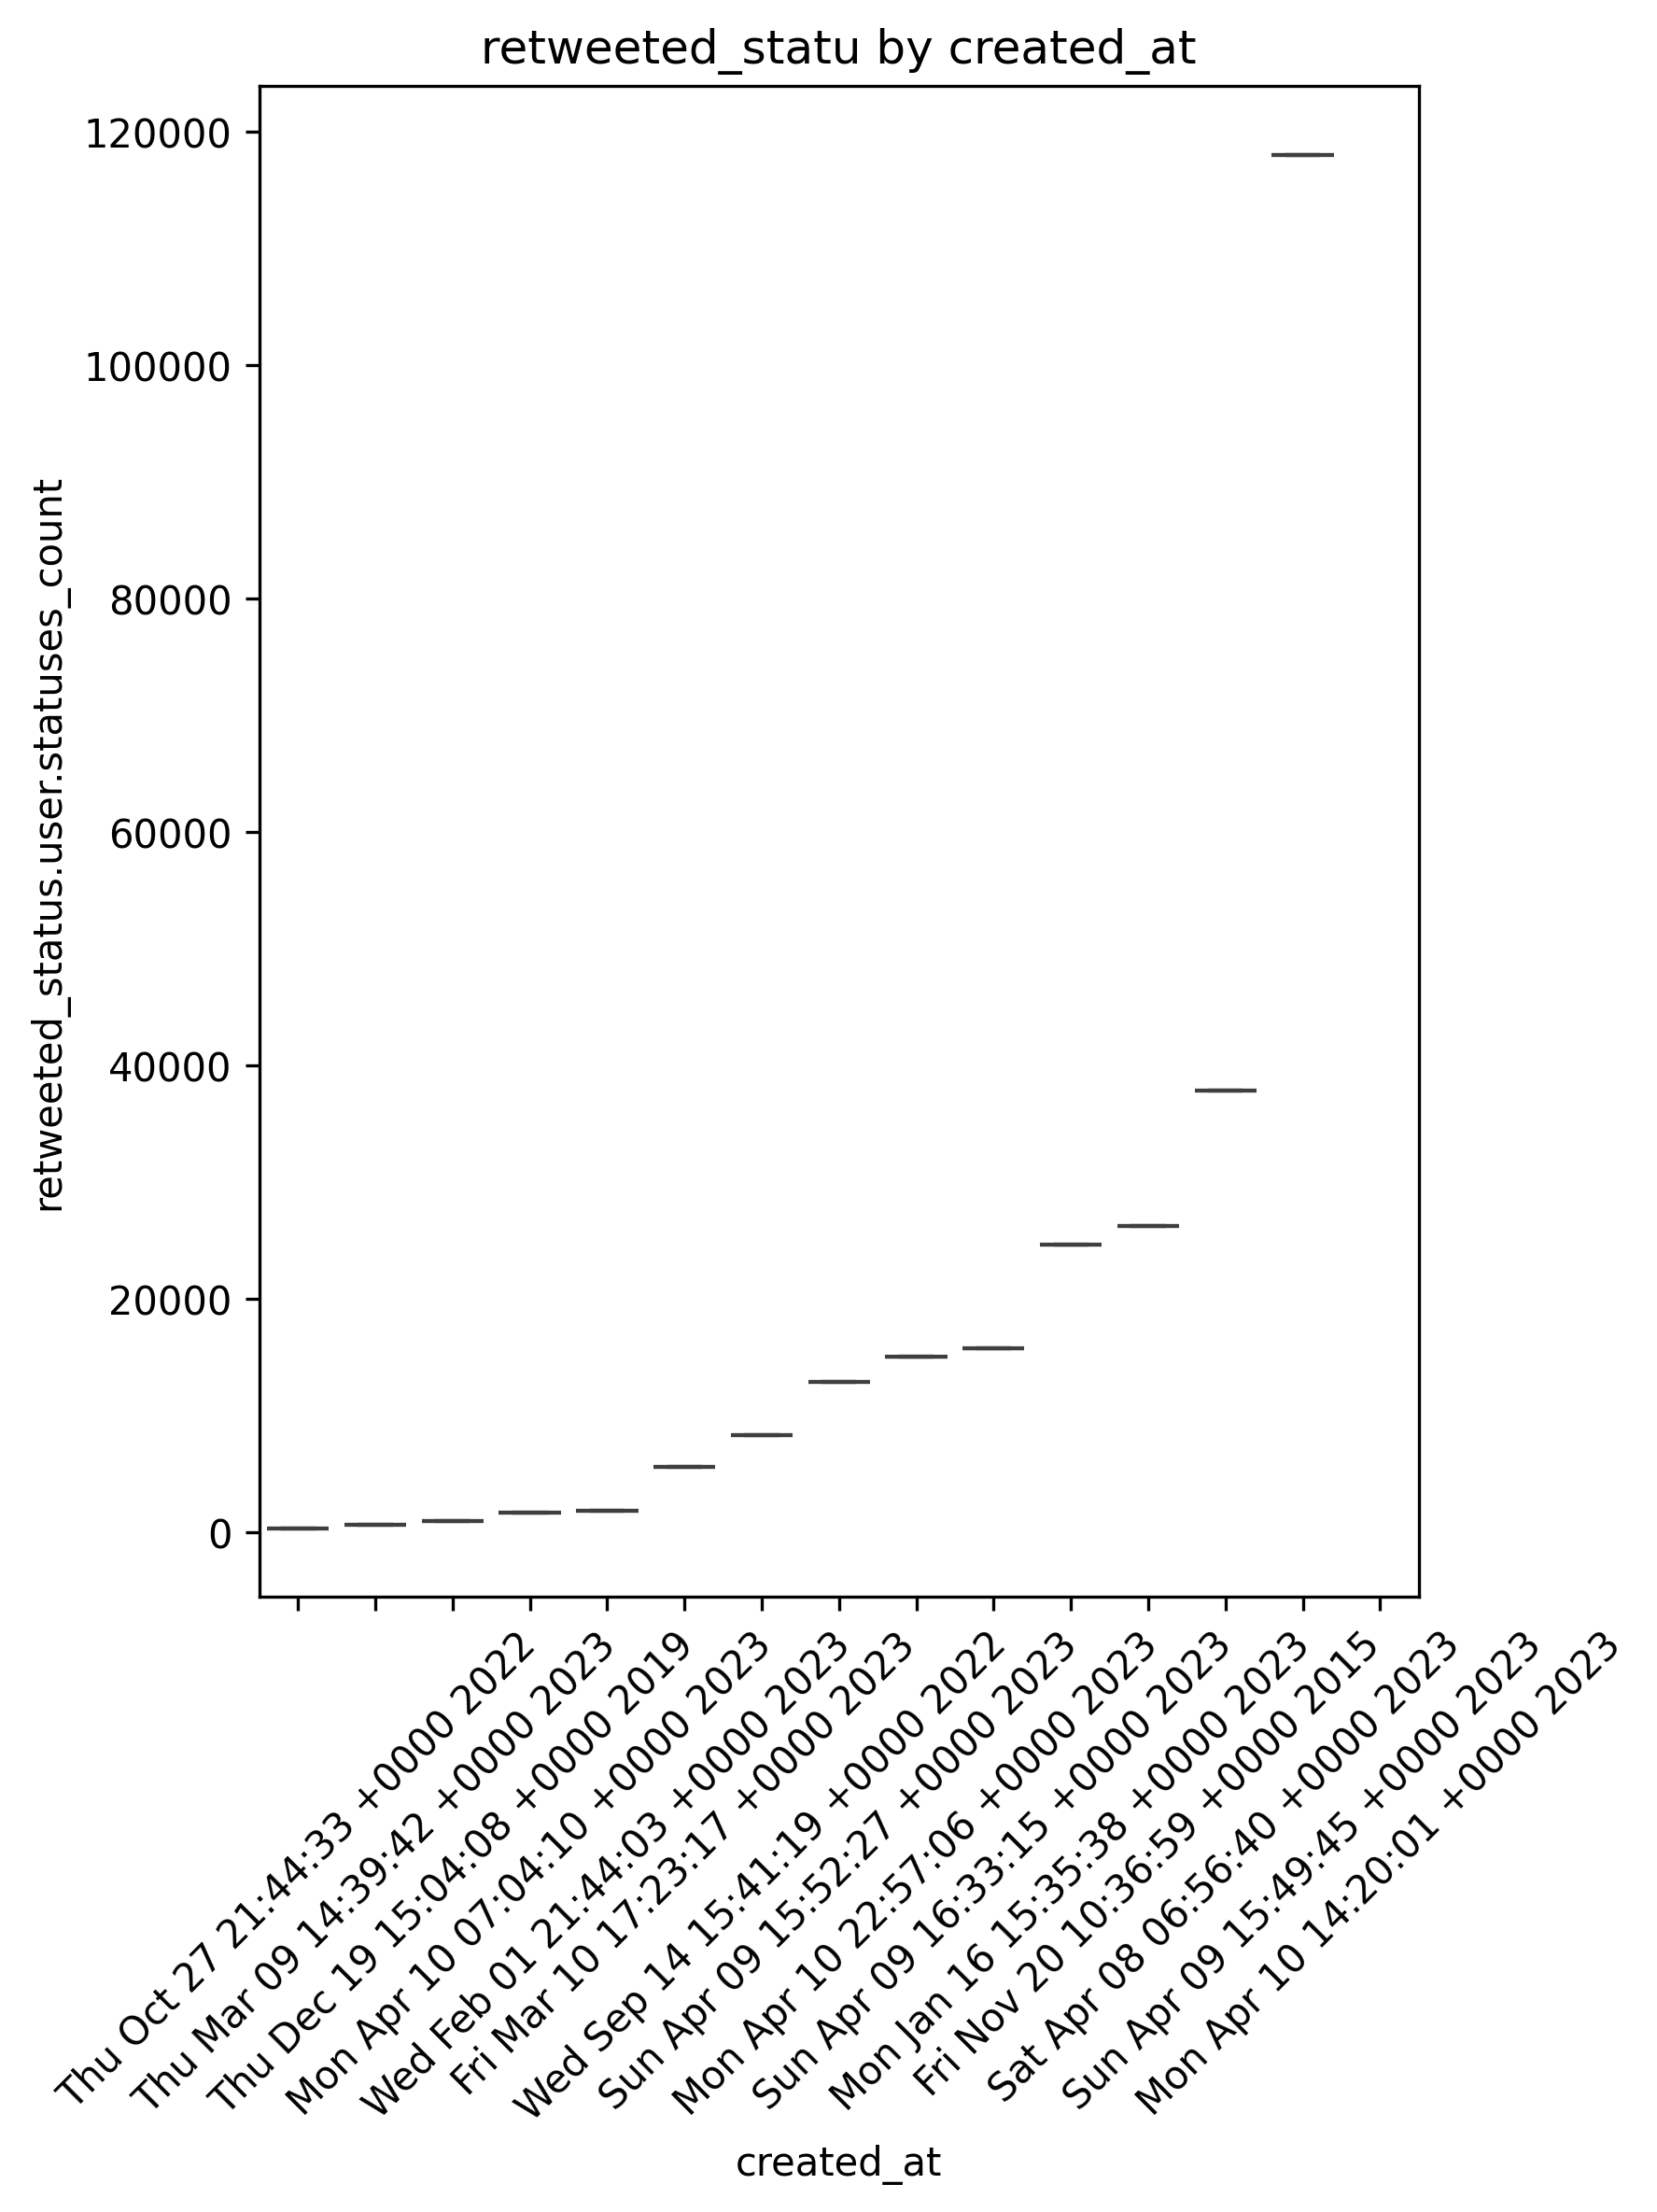 retweeted_statu by created_at
120000
100000
80000
60000
40000
20000
0
retweeted_status.user.statuses_count
Thu Oct 27 21:44:33 +0000 2022
Thu Mar 09 14:39:42 +0000 2023
Thu Dec 19 15:04:08 +0000 2019
Mon Apr 10 07:04:10 +0000 2023
Wed Feb 01 21:44:03 +0000 2023
Fri Mar 10 17:23:17 +0000 2023
Wed Sep 14 15:41:19 +0000 2022
Sun Apr 09 15:52:27 +0000 2023
Mon Apr 10 22:57:06 +0000 2023
Sun Apr 09 16:33:15 +0000 2023
Mon Jan 16 15:35:38 +0000 2023
Fri Nov 20 10:36:59 +0000 2015
Sat Apr 08 06:56:40 +0000 2023
Sun Apr 09 15:49:45 +0000 2023
Mon Apr 10 14:20:01 +0000 2023
created_at